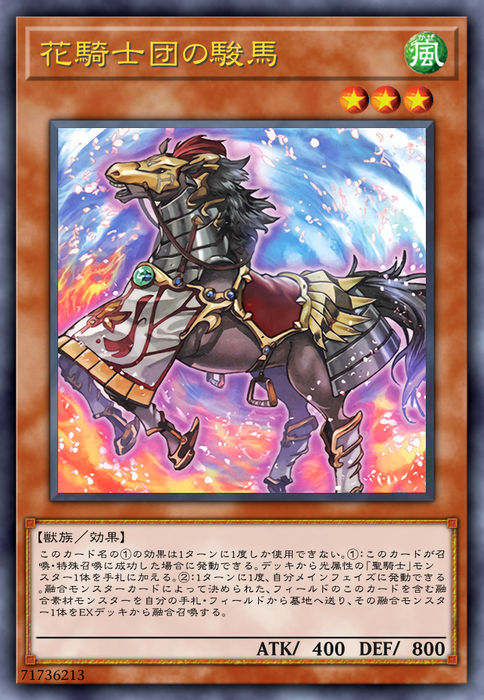 花騎士団の駿馬
かぜ
風
【獣族／効果】
このカード名の①の効果は1ターンに1度しか使用できない。①：このカードが召
喚・特殊召喚に成功した場合に発動できる。デッキから光属性の「聖騎士」モン
スター1体を手札に加える。②：1ターンに1度、自分メインフェイズに発動できる
。融合モンスターカードによって決められた、フィールドのこのカードを含む融
合素材モンスターを自分の手札・フィールドから墓地へ送り、その融合モンスタ
ー1体をEXデッキから融合召喚する。
ATK/ 400 DEF/ 800
71736213